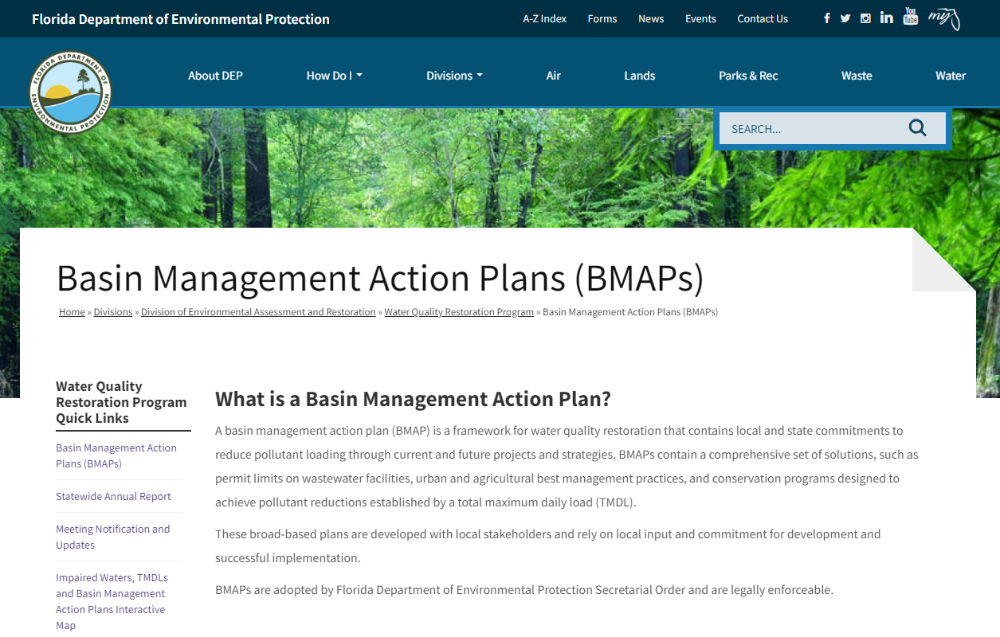 Florida Department of Environmental Protection
A-Z Index Forms News Events Contact Us
You
Tube
my
FLORIDA DEPARTMENT OF
ENVIRONMENTAL PROTECTION
About DEP How Do I Divisions Air Lands Parks & Rec Waste Water
SEARCH...
Basin Management Action Plans (BMAPs)
Home » Divisions » Division of Environmental Assessment and Restoration » Water Quality Restoration Program » Basin Management Action Plans (BMAPs)
Water Quality
Restoration Program
Quick Links
Basin Management Action
Plans (BMAPs)
Statewide Annual Report
Meeting Notification and
Updates
Impaired Waters, TMDLs
and Basin Management
Action Plans Interactive
Map
What is a Basin Management Action Plan?
A basin management action plan (BMAP) is a framework for water quality restoration that contains local and state commitments to
reduce pollutant loading through current and future projects and strategies. BMAPs contain a comprehensive set of solutions, such as
permit limits on wastewater facilities, urban and agricultural best management practices, and conservation programs designed to
achieve pollutant reductions established by a total maximum daily load (TMDL).
These broad-based plans are developed with local stakeholders and rely on local input and commitment for development and
successful implementation.
BMAPs are adopted by Florida Department of Environmental Protection Secretarial Order and are legally enforceable.